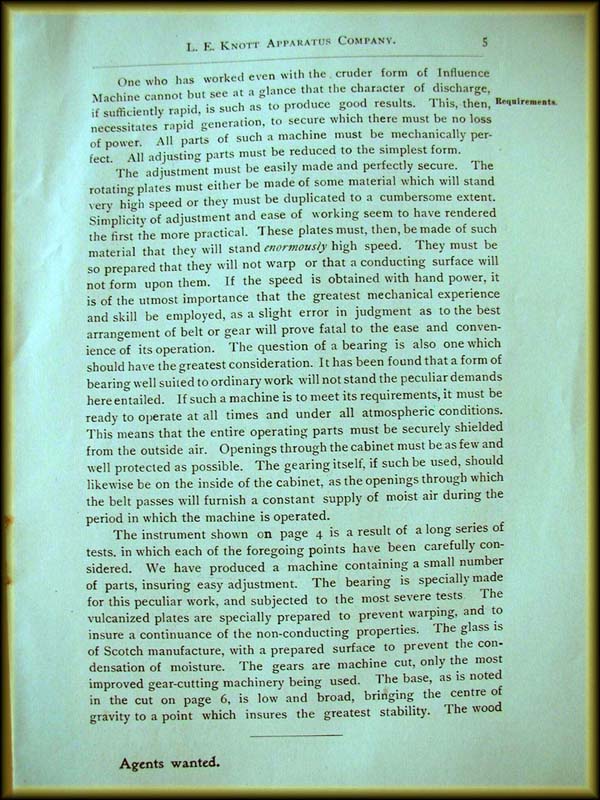 L. E. Knott Apparatus Company. 5
One who has worked even with the cruder form of Influence
Machine cannot but see at a glance that the character of discharge,
if sufficiently rapid, is such as to produce good results. This, then,
Requirements.
necessitates rapid generation, to secure which there must be no loss
of power. All parts of such a machine must be mechanically per-
fect. All adjusting parts must be reduced to the simplest form.
The adjustment must be easily made and perfectly secure. The
rotating plates must either be made of some material which will stand
very high speed or they must be duplicated to a cumbersome extent.
Simplicity of adjustment and ease of working seem to have rendered
the first the more practical. These plates must, then, be made of such
material that they will stand enormously high speed. They must be
so prepared that they will not warp or that a conducting surface will
not form upon them. If the speed is obtained with hand power, it
is of the utmost importance that the greatest mechanical experience
and skill be employed, as a slight error in judgment as to the best
arrangement of belt or gear will prove fatal to the ease and conven-
ience of its operation. The question of a bearing is also one which
should have the greatest consideration. It has been found that a form of
bearing well suited to ordinary work will not stand the peculiar demands
here entailed. If such a machine is to meet its requirements, it must be
ready to operate at all times and under all atmospheric conditions.
This means that the entire operating parts must be securely shielded
from the outside air. Openings through the cabinet must be as few and
well protected as possible. The gearing itself, if such be used, should
likewise be on the inside of the cabinet, as the openings through which
the belt passes will furnish a constant supply of moist air during the
period in which the machine is operated.
The instrument shown on page 4 is a result of a long series of
tests. in which each of the foregoing points have been carefully con-
sidered. We have produced a machine containing a small number
of parts, insuring easy adjustment. The bearing is specially made
for this peculiar work, and subjected to the most severe tests The
vulcanized plates are specially prepared to prevent warping, and to
insure a continuance of the non-conducting properties. The glass is
of Scotch manufacture, with a prepared surface to prevent the con-
densation of moisture. The gears are machine cut, only the most
improved gear-cutting machinery being used. The base, as is noted
in the cut on page 6, is low and broad, bringing the centre of
gravity to a point which insures the greatest stability. The wood
Agents wanted.